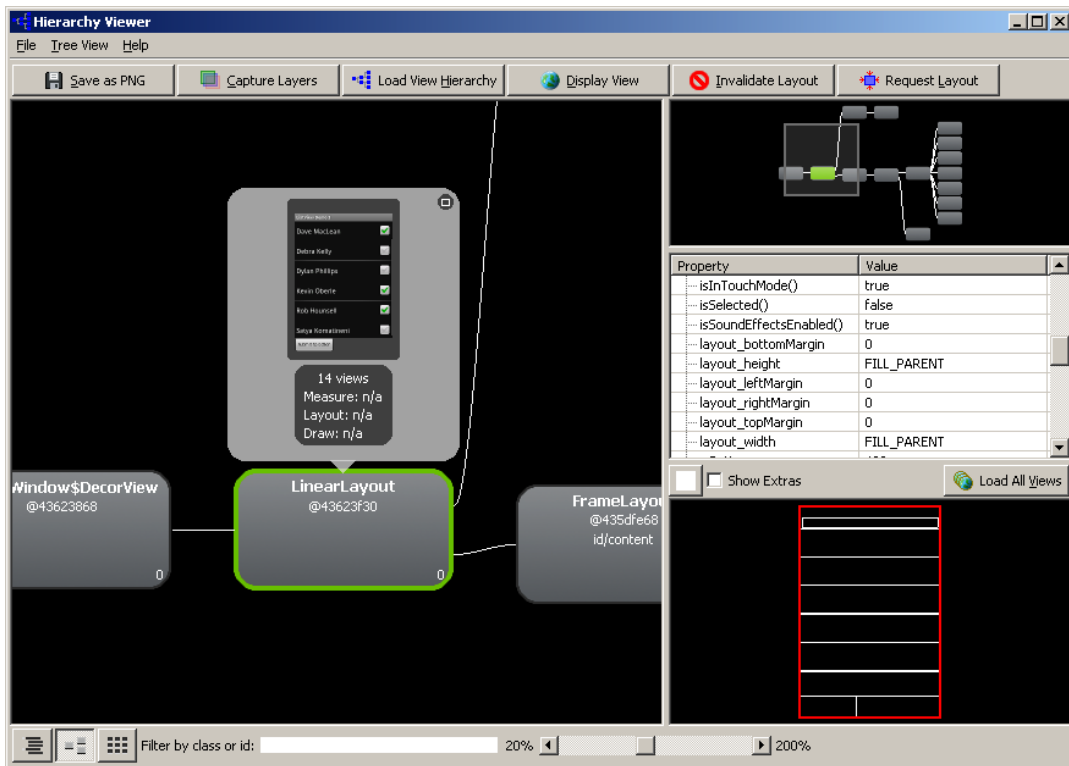 Hierarchy Viewer
File Tree View Help
Save as PNG
Capture Layers
Load View Hierarchy
Display View
Invalidate Layout
Request Layout
Dave MacLean
Debra Kelly
Dylan Phillips
Kevin Oberle
Rob Hounsell
Satya Komatineni
14 views
Measure: n/a
Layout: n/a
Draw: n/a
Window$DecorView
@43623868
0
LinearLayout
@43623f30
0
FrameLayou
@435dfe68
id/content
Property Value
isInTouchMode() true
isSelected() false
isSoundEffectsEnabled() true
layout_bottomMargin 0
layout_height FILL_PARENT
layout_leftMargin 0
layout_rightMargin 0
layout_topMargin 0
layout_width FILL_PARENT
Show Extras
Load All Views
Filter by class or id:
20%
200%